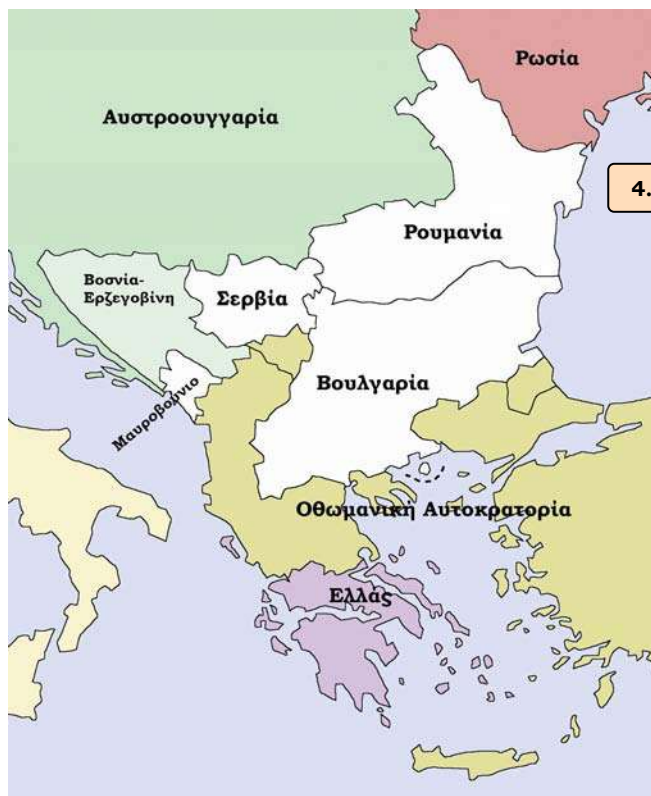 Ρωσία
Αυστροουγγαρία
4.
Ρουμανία
Βοσνία-
Ερζεγοβίνη
Σερβία
Μαυροβούνιο
Βουλγαρία
Οθωμανική Αυτοκρατορία
Ελλάς